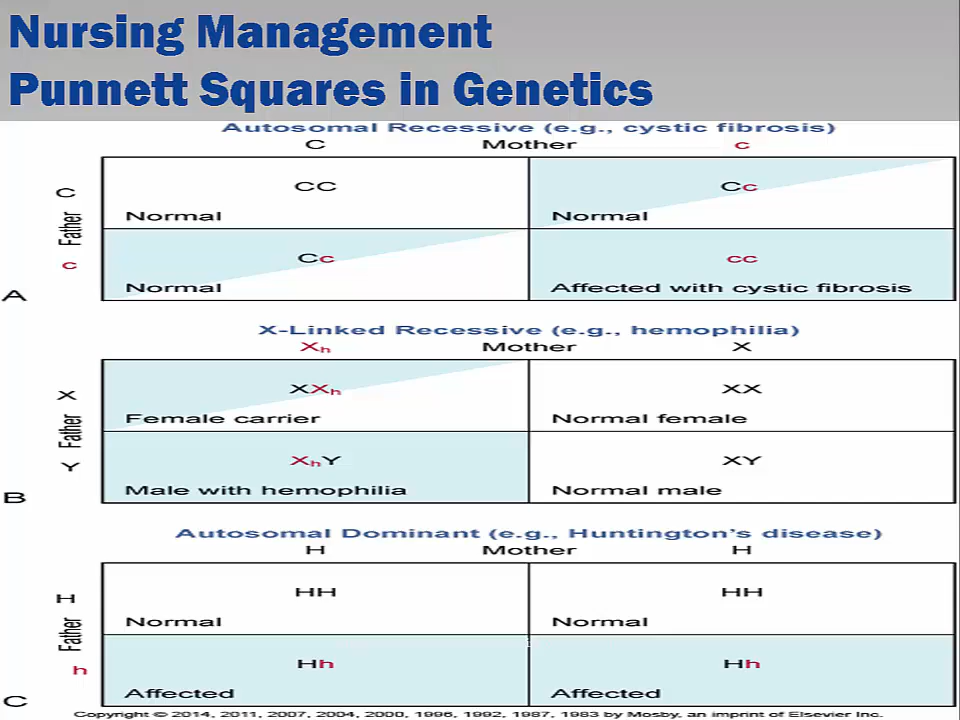 Nursing Management
Punnett Squares in Genetics
Autosomal Recessive (e.g., cystic fibrosis)
C Mother c
C CC Cc
Father
Normal Normal
c Cc cc
Normal Affected with cystic fibrosis
A
X-Linked Recessive (e.g., hemophilia)
Xh Mother X
X XXh XX
Father
Female carrier Normal female
Y XhY XY
Male with hemophilia Normal male
B
Autosomal Dominant (e.g., Huntington's disease)
H Mother H
H HH HH
Father
Normal Normal
h Hh Hh
Affected Affected
C
Copyright © 2014, 2011, 2007, 2004, 2000, 1996, 1992, 1987, 1983 by Mosby, an imprint of Elsevier Inc.